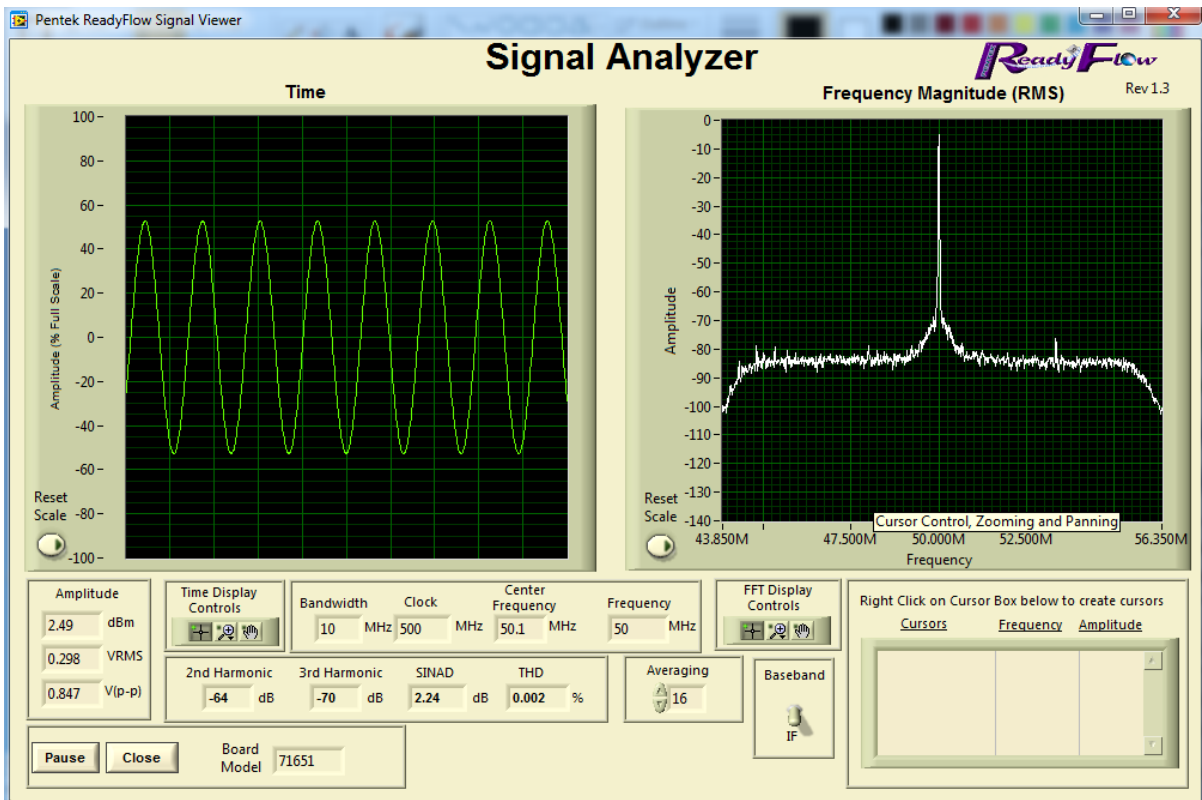 Pentek ReadyFlow Signal Viewer
Signal Analyzer
ReadyFlow
Rev 1.3
Time
100
80
60
40
20
0
-20
-40
-60
-80
-100
Amplitude (% Full Scale)
Reset
Scale
Frequency Magnitude (RMS)
0
-10
-20
-30
-40
-50
-60
-70
-80
-90
-100
-110
-120
-130
-140
Amplitude
Reset
Scale
Cursor Control, Zooming and Panning
43.850M 47.500M 50.000M 52.500M 56.350M
Frequency
Amplitude
2.49 dBm
0.298 VRMS
0.847 V(p-p)
Time Display
Controls
Bandwidth
10 MHz
Clock
500 MHz
Center
Frequency
50.1 MHz
Frequency
50 MHz
FFT Display
Controls
Right Click on Cursor Box below to create cursors
Cursors Frequency Amplitude
2nd Harmonic
-64 dB
3rd Harmonic
-70 dB
SINAD
2.24 dB
THD
0.002 %
Averaging
16
Baseband
IF
Pause
Close
Board
Model
71651